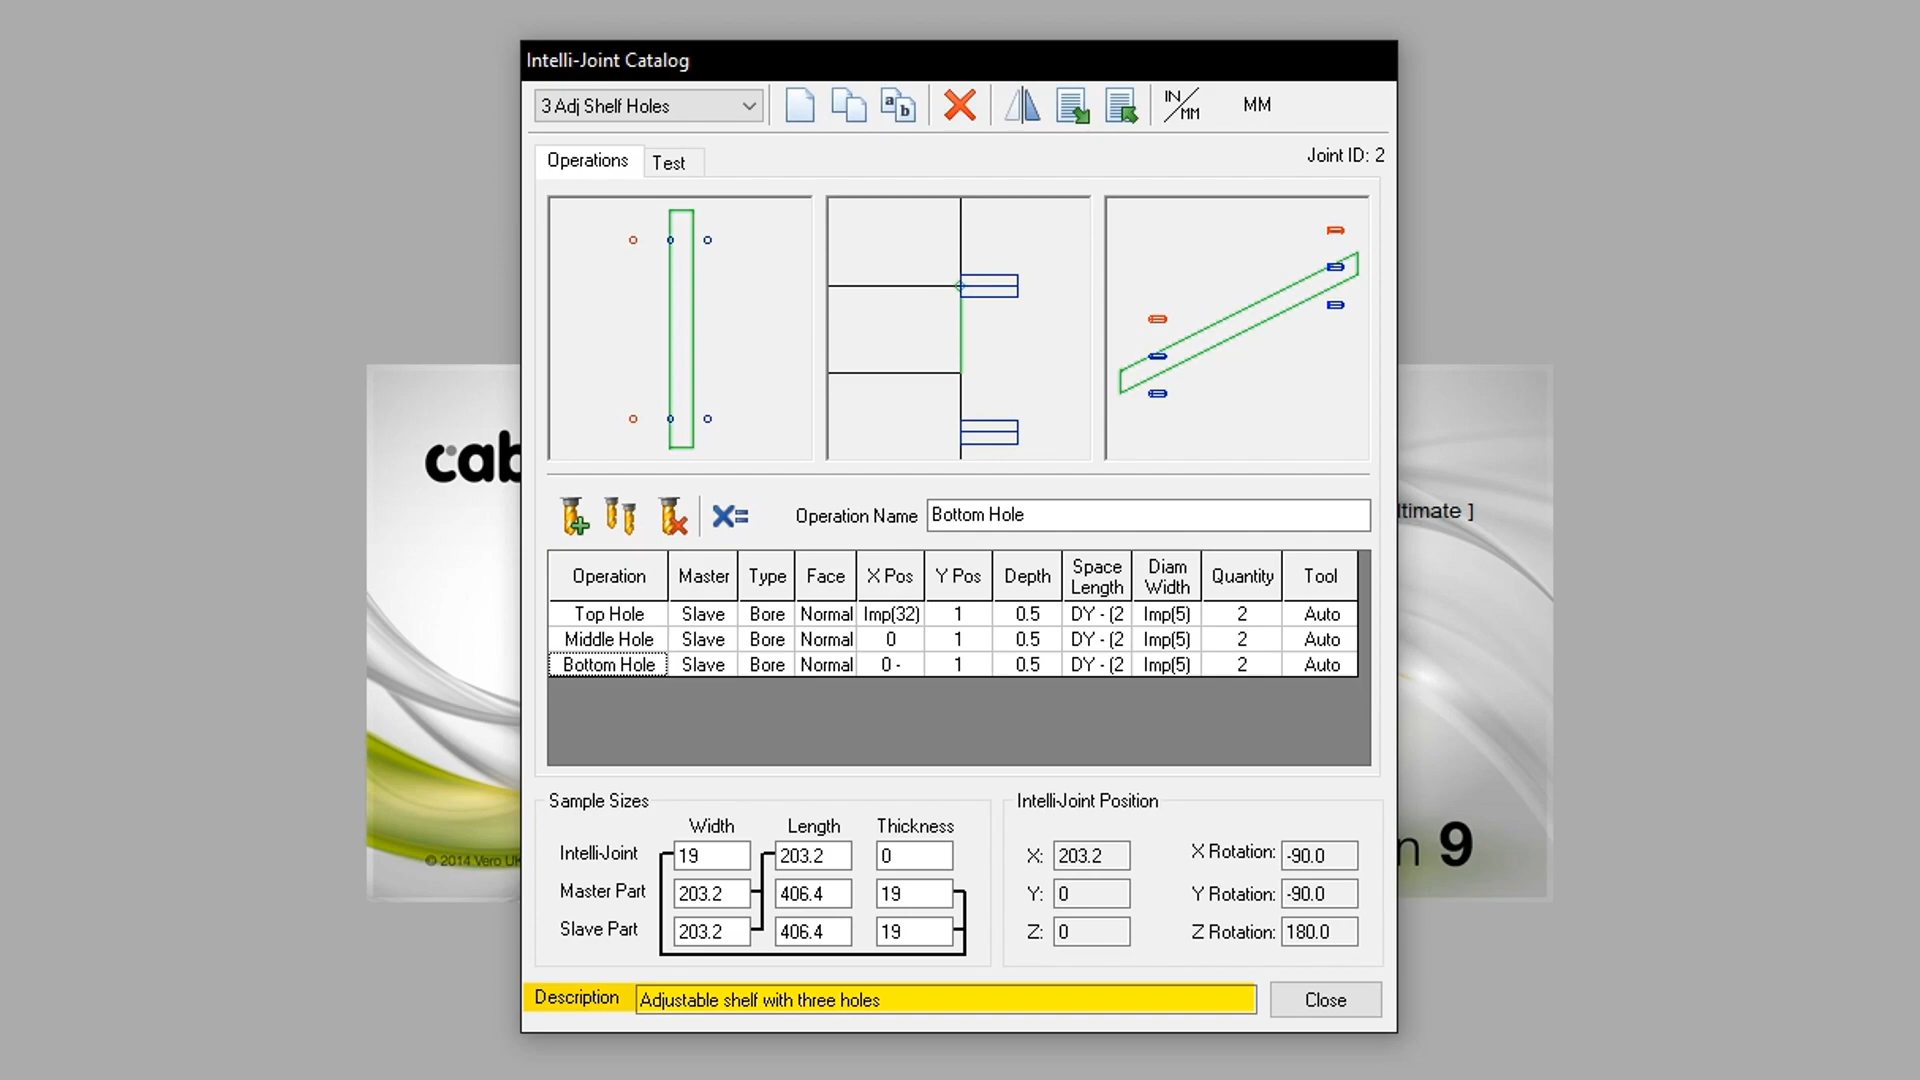 Intelli-Joint Catalog
3 Adj Shelf Holes
a b
IN/MM
MM
Operations
Test
Joint ID: 2
cab
ltimate ]
Operation Name
Bottom Hole
Operation Master Type Face X Pos Y Pos Depth Space Length Diam Width Quantity Tool
Top Hole Slave Bore Normal Imp(32) 1 0.5 DY - (2 Imp(5) 2 Auto
Middle Hole Slave Bore Normal 0 1 0.5 DY - (2 Imp(5) 2 Auto
Bottom Hole Slave Bore Normal 0 - 1 0.5 DY - (2 Imp(5) 2 Auto
Sample Sizes
Width Length Thickness
Intelli-Joint 19 203.2 0
Master Part 203.2 406.4 19
Slave Part 203.2 406.4 19
Intelli-Joint Position
X: 203.2 X Rotation: -90.0
Y: 0 Y Rotation: -90.0
Z: 0 Z Rotation: 180.0
© 2014 Vero UK
n 9
Description Adjustable shelf with three holes
Close